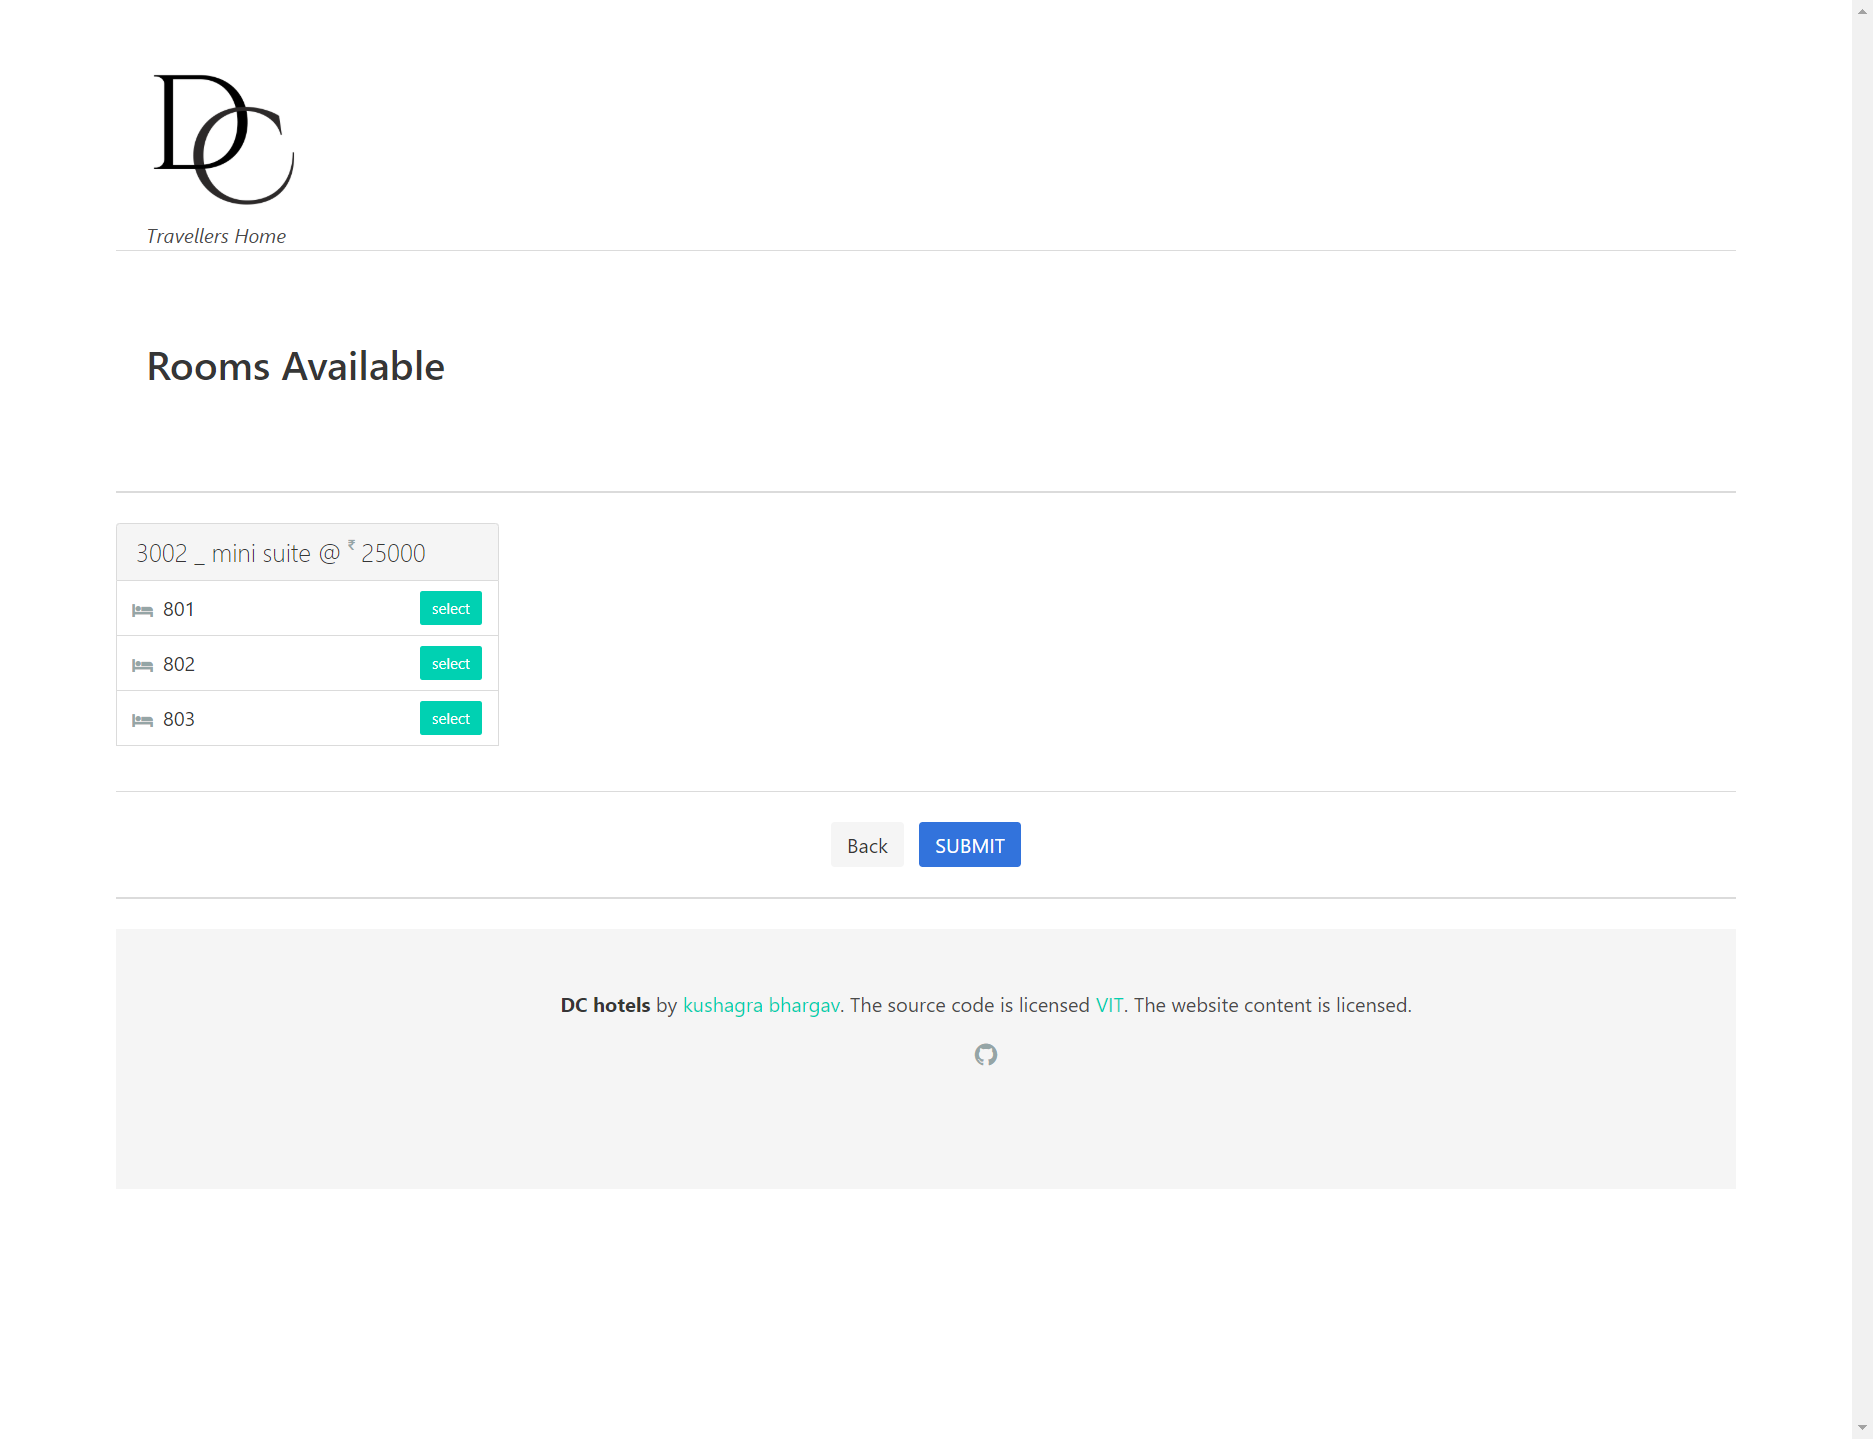 DC
Travellers Home
Rooms Available
3002 _ mini suite @ ₹ 25000
801 select
802 select
803 select
Back SUBMIT
DC hotels by kushagra bhargav. The source code is licensed VIT. The website content is licensed.